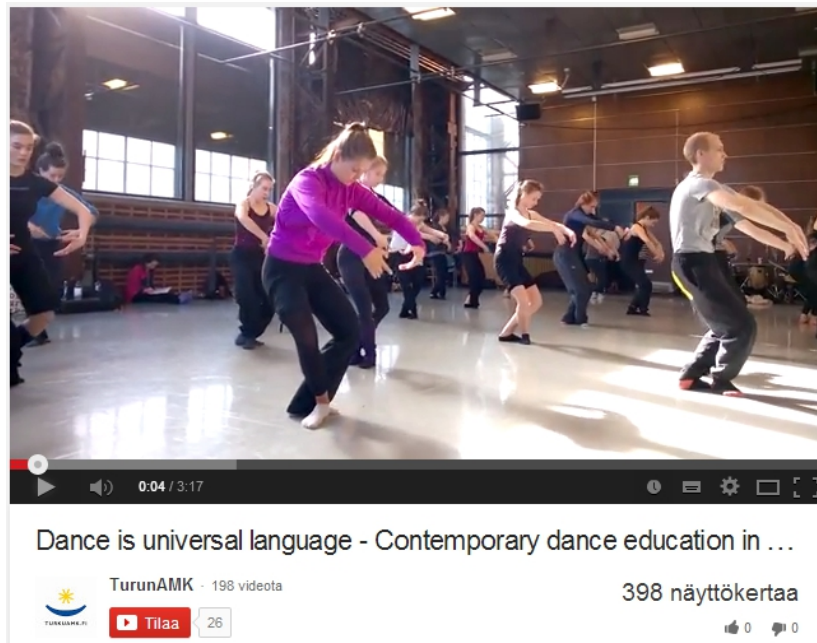 0:04 / 3:17
Dance is universal language - Contemporary dance education in ...
TurunAMK · 198 videota
TURKUAMK.FI
Tilaa 26
398 näyttökertaa
0 0